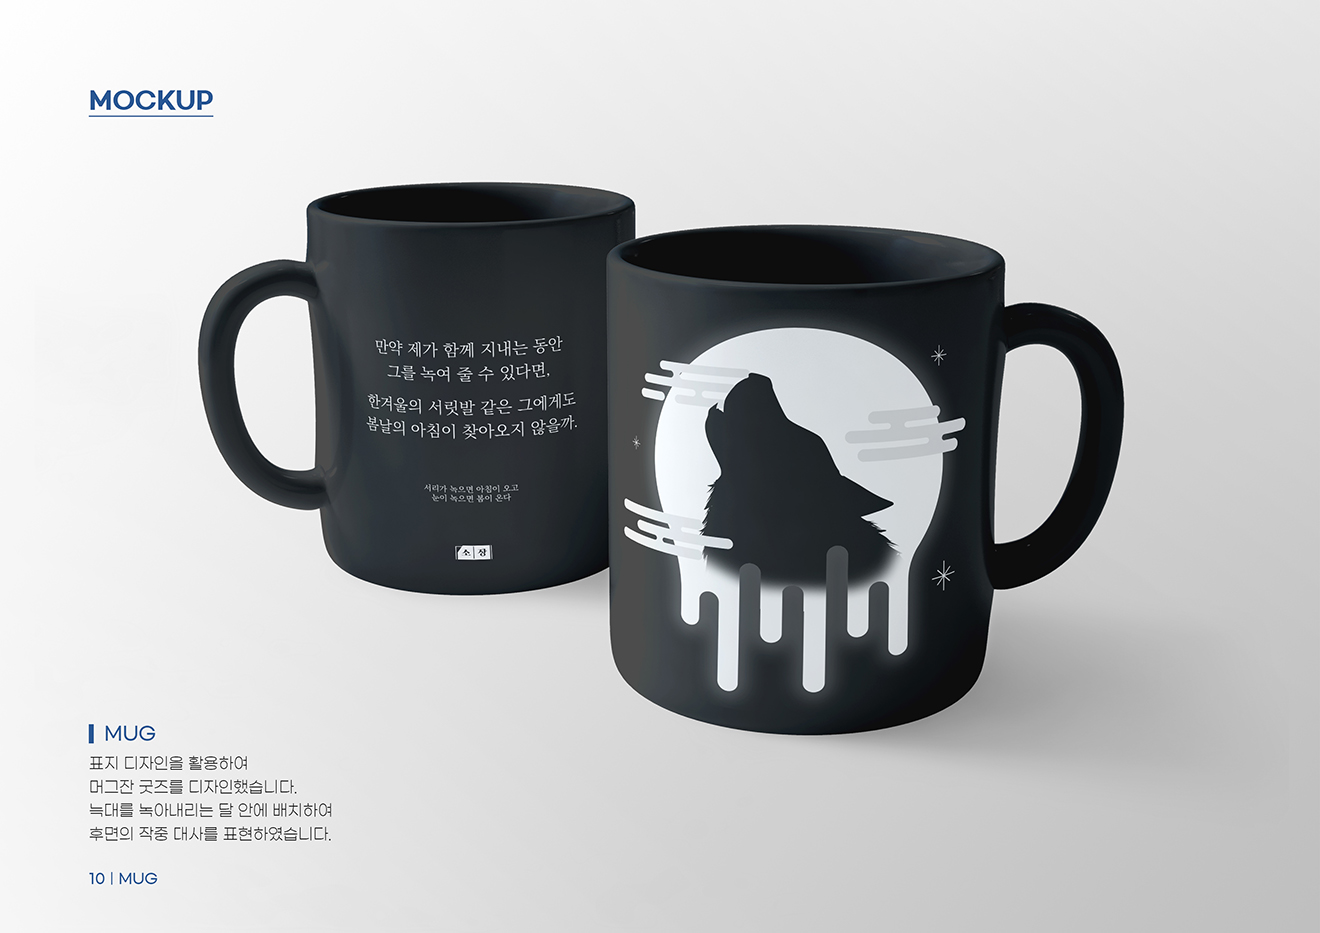 MOCKUP
만약 제가 함께 지내는 동안
그를 녹여 줄 수 있다면,
한겨울의 서릿발 같은 그에게도
봄날의 아침이 찾아오지 않을까.
서리가 녹으면 아침이 오고
눈이 녹으면 봄이 온다
소장
MUG
표지 디자인을 활용하여
머그잔 굿즈를 디자인했습니다.
늑대를 녹아내리는 달 안에 배치하여
후면의 작중 대사를 표현하였습니다.
10 | MUG